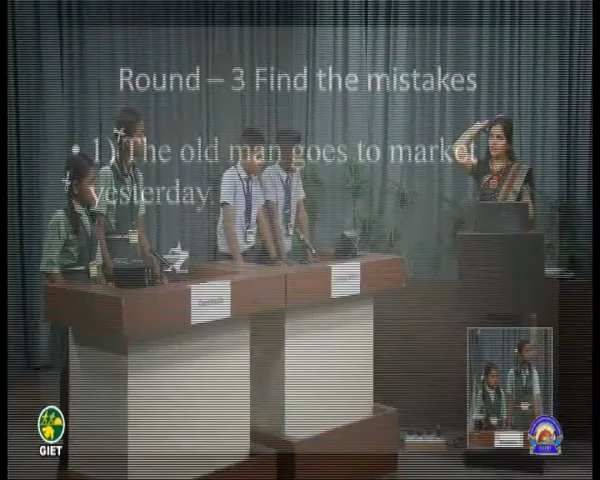 Round – 3 Find the mistakes
• 1) The old man goes to market
yesterday.
GIET